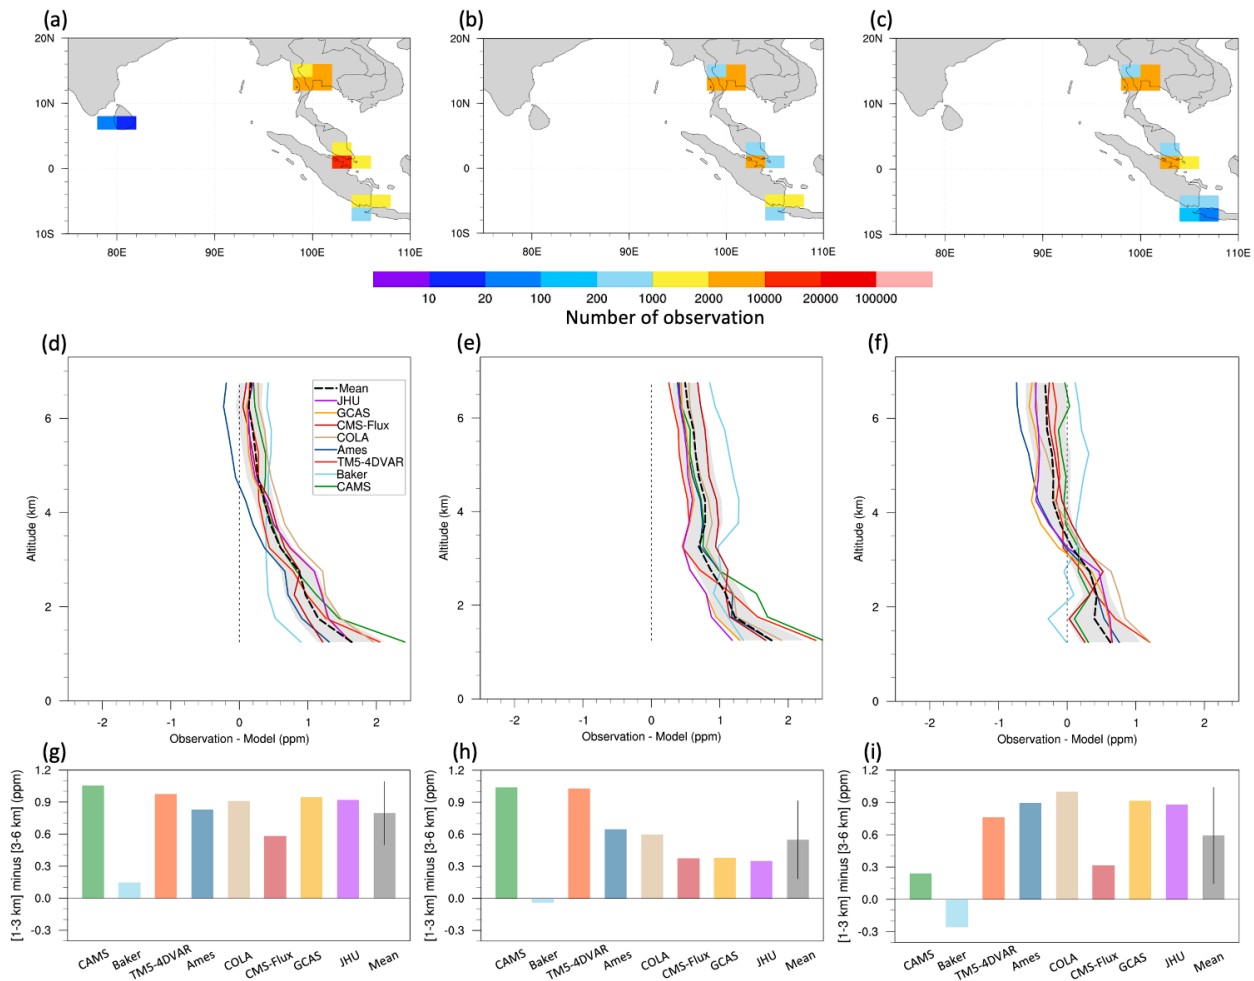 (a)
(b)
(c)
20N
10N
0
10S
80E
90E
100E
110E
20N
10N
0
10S
80E
90E
100E
110E
20N
10N
0
10S
80E
90E
100E
110E
10
20
100
200
1000
2000
10000
20000
100000
Number of observation
(d)
(e)
(f)
Altitude (km)
6
4
2
0
Mean
JHU
GCAS
CMS-Flux
COLA
Ames
TM5-4DVAR
Baker
CAMS
-2
-1
0
1
2
Observation - Model (ppm)
Altitude (km)
6
4
2
0
-2
-1
0
1
2
Observation - Model (ppm)
Altitude (km)
6
4
2
0
-2
-1
0
1
2
Observation - Model (ppm)
(g)
(h)
(i)
[1-3 km] minus [3-6 km] (ppm)
1.2
0.9
0.6
0.3
0.0
-0.3
CAMS
Baker
TM5-4DVAR
Ames
COLA
CMS-Flux
GCAS
JHU
Mean
[1-3 km] minus [3-6 km] (ppm)
1.2
0.9
0.6
0.3
0.0
-0.3
CAMS
Baker
TM5-4DVAR
Ames
COLA
CMS-Flux
GCAS
JHU
Mean
[1-3 km] minus [3-6 km] (ppm)
1.2
0.9
0.6
0.3
0.0
-0.3
CAMS
Baker
TM5-4DVAR
Ames
COLA
CMS-Flux
GCAS
JHU
Mean